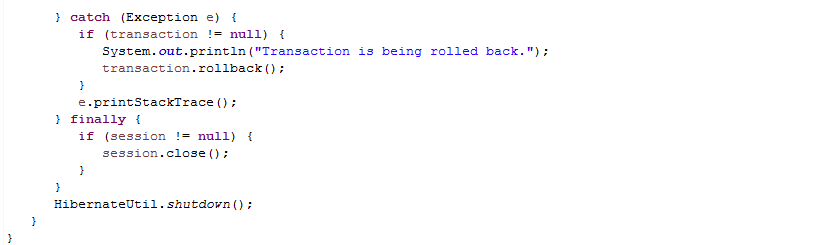 } catch (Exception e) {
if (transaction != null) {
System.out.println("Transaction is being rolled back.");
transaction.rollback();
}
e.printStackTrace();
} finally {
if (session != null) {
session.close();
}
}
HibernateUtil.shutdown();
}
}